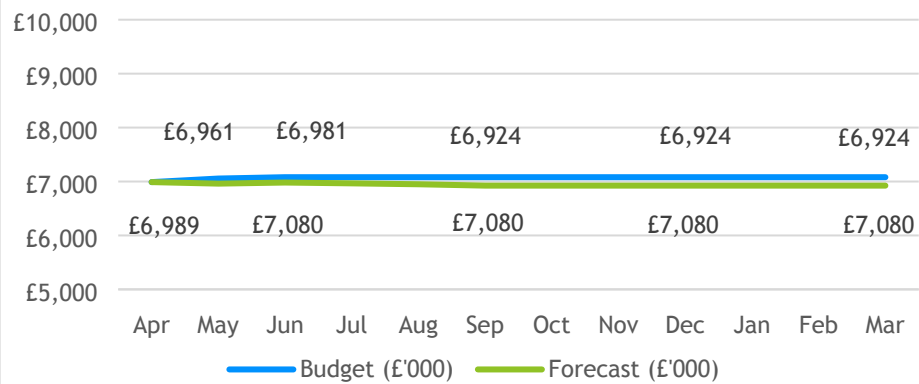 £10,000
£9,000
£8,000
£7,000
£6,000
£5,000
£6,961 £6,981 £6,924 £6,924 £6,924
£6,989 £7,080 £7,080 £7,080 £7,080
Apr May Jun Jul Aug Sep Oct Nov Dec Jan Feb Mar
Budget (£'000) Forecast (£'000)